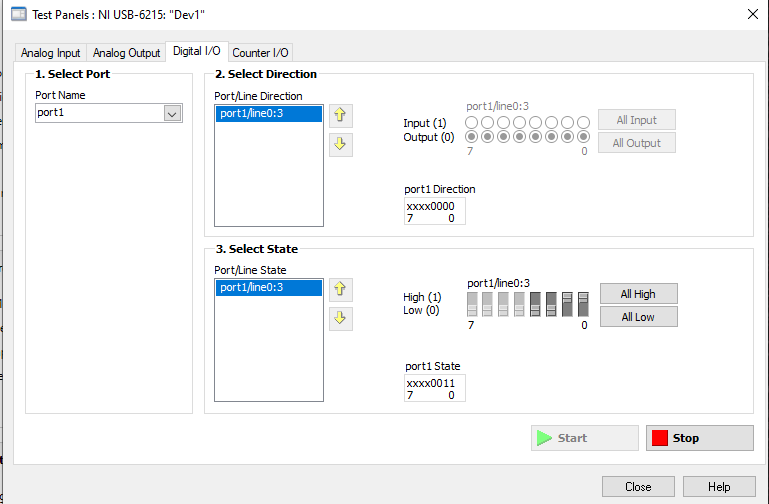 Test Panels : NI USB-6215: "Dev1"
Analog Input
Analog Output
Digital I/O
Counter I/O
1. Select Port
Port Name
port1
2. Select Direction
Port/Line Direction
port1/line0:3
port1/line0:3
Input (1)
Output (0)
7 0
All Input
All Output
port1 Direction
xxxx0000
7 0
3. Select State
Port/Line State
port1/line0:3
port1/line0:3
High (1)
Low (0)
7 0
All High
All Low
port1 State
xxxx0011
7 0
Start
Stop
Close
Help